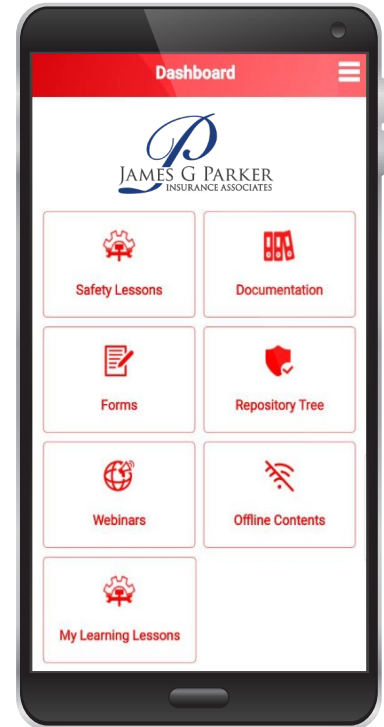 Dashboard
P
JAMES G PARKER
INSURANCE ASSOCIATES
Safety Lessons
Documentation
Forms
Repository Tree
Webinars
Offline Contents
My Learning Lessons